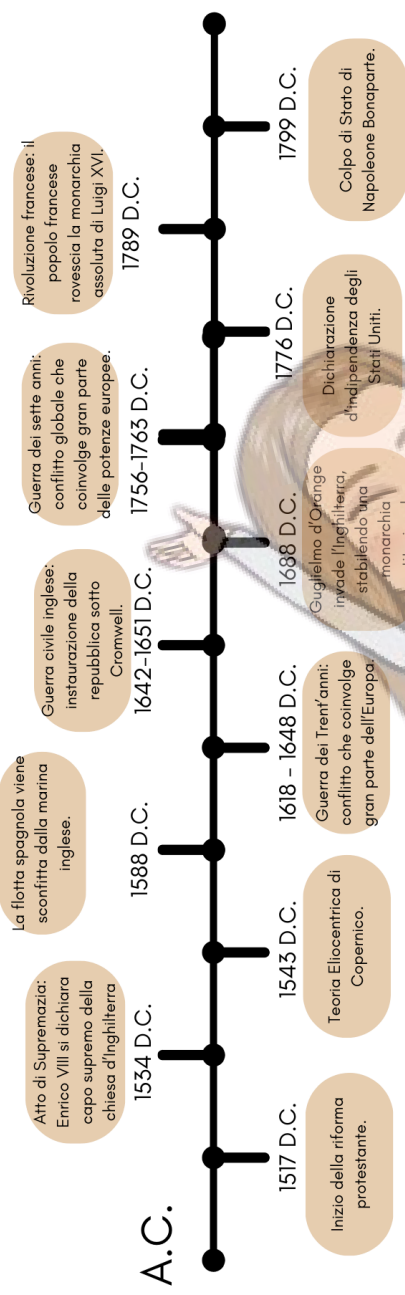 A.C.
1517 D.C.
Inizio della riforma
protestante.
Atto di Supremazia:
Enrico VIII si dichiara
capo supremo della
chiesa d'Inghilterra
1534 D.C.
1543 D.C.
Teoria Eliocentrica di
Copernico.
La flotta spagnola viene
sconfitta dalla marina
inglese.
1588 D.C.
1618 - 1648 D.C.
Guerra dei Trent'anni:
conflitto che coinvolge
gran parte dell'Europa.
Guerra civile inglese:
instaurazione della
repubblica sotto
Cromwell.
1642-1651 D.C.
1688 D.C.
Guglielmo d'Orange
invade l'Inghilterra,
stabilendo una
monarchia
Guerra dei sette anni:
conflitto globale che
coinvolge gran parte
delle potenze europee.
1756-1763 D.C.
1776 D.C.
Dichiarazione
d'indipendenza degli
Stati Uniti.
Rivoluzione francese: il
popolo francese
rovescia la monarchia
assoluta di Luigi XVI.
1789 D.C.
1799 D.C.
Colpo di Stato di
Napoleone Bonaparte.